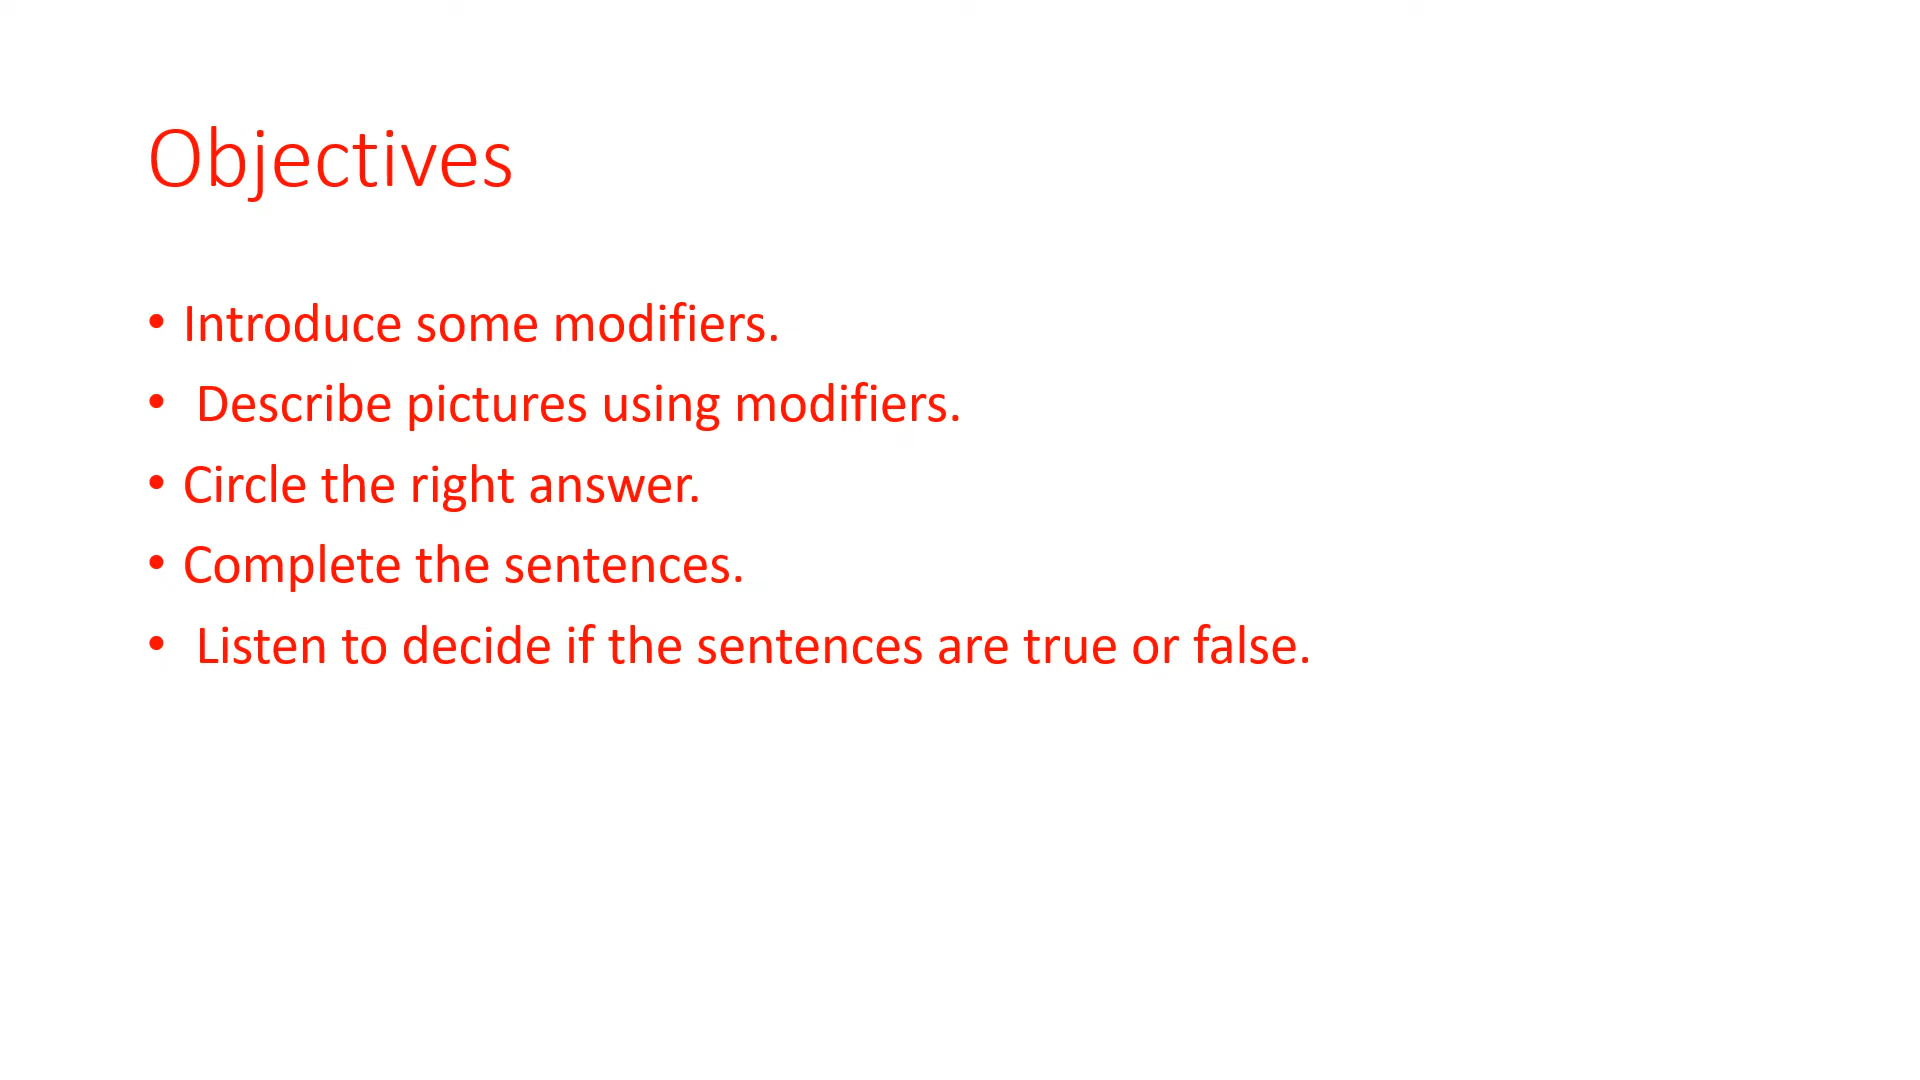 Objectives
• Introduce some modifiers.
• Describe pictures using modifiers.
• Circle the right answer.
• Complete the sentences.
• Listen to decide if the sentences are true or false.